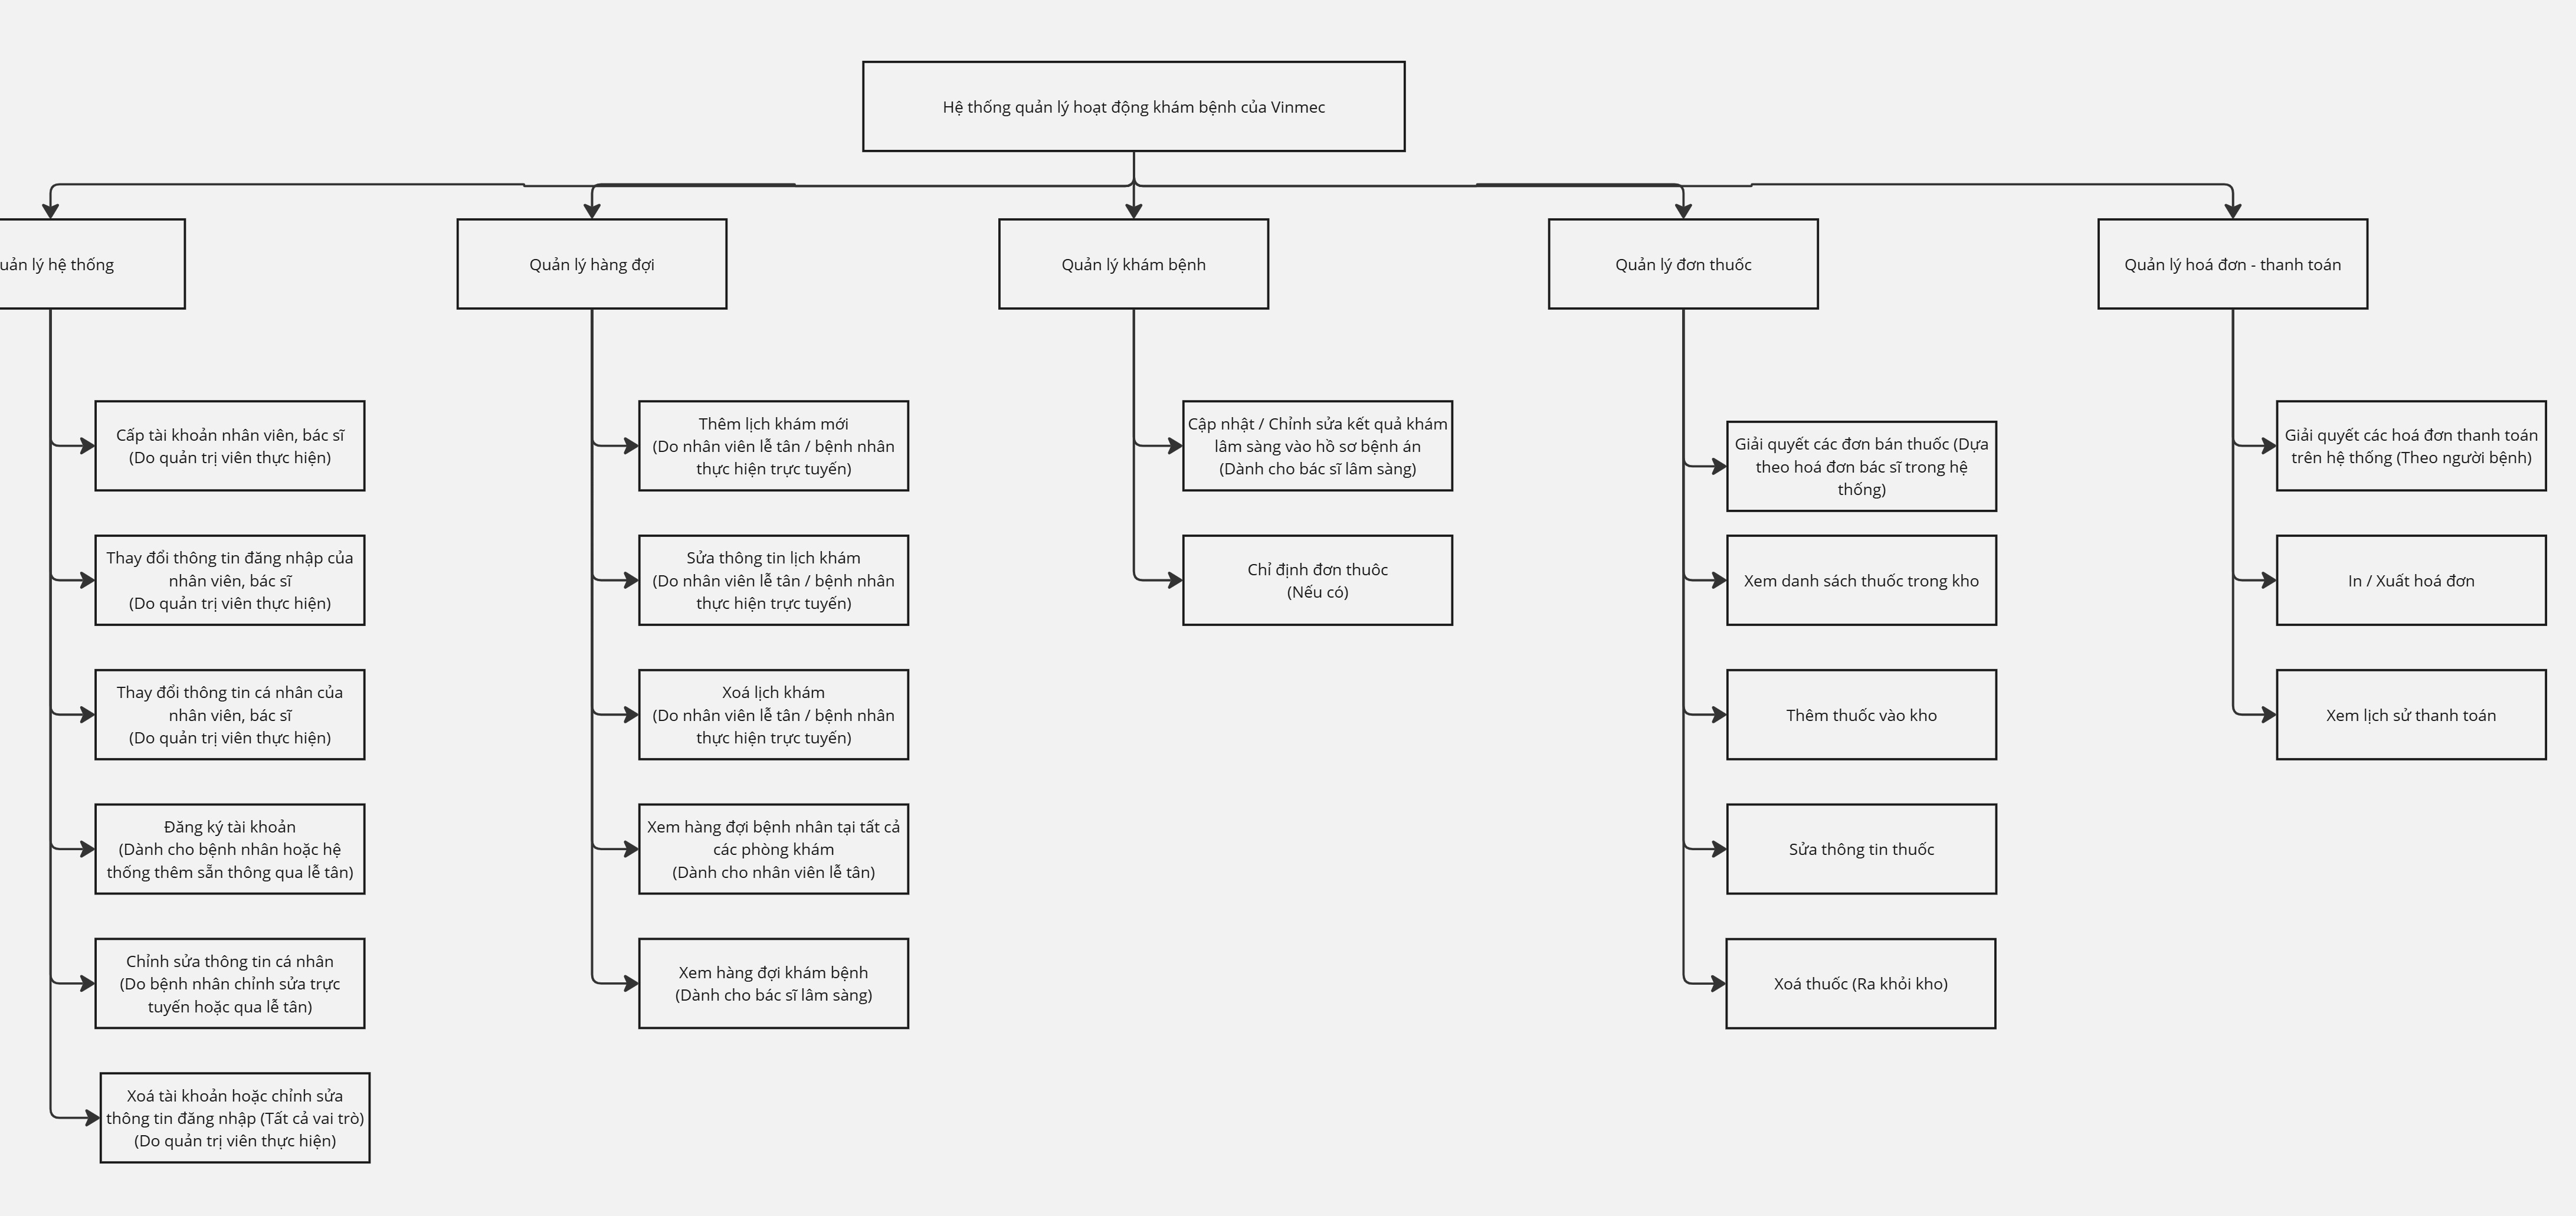 Hệ thống quản lý hoạt động khám bệnh của Vinmec
lý hệ thống
Quản lý hàng đợi
Quản lý khám bệnh
Quản lý đơn thuốc
Quản lý hoá đơn - thanh toán
Cấp tài khoản nhân viên, bác sĩ
(Do quản trị viên thực hiện)
Thay đổi thông tin đăng nhập của
nhân viên, bác sĩ
(Do quản trị viên thực hiện)
Thay đổi thông tin cá nhân của
nhân viên, bác sĩ
(Do quản trị viên thực hiện)
Đăng ký tài khoản
(Dành cho bệnh nhân hoặc hệ
thống thêm sẵn thông qua lễ tân)
Chỉnh sửa thông tin cá nhân
(Do bệnh nhân chỉnh sửa trực
tuyến hoặc qua lễ tân)
Xoá tài khoản hoặc chỉnh sửa
thông tin đăng nhập (Tất cả vai trò)
(Do quản trị viên thực hiện)
Thêm lịch khám mới
(Do nhân viên lễ tân / bệnh nhân
thực hiện trực tuyến)
Sửa thông tin lịch khám
(Do nhân viên lễ tân / bệnh nhân
thực hiện trực tuyến)
Xoá lịch khám
(Do nhân viên lễ tân / bệnh nhân
thực hiện trực tuyến)
Xem hàng đợi bệnh nhân tại tất cả
các phòng khám
(Dành cho nhân viên lễ tân)
Xem hàng đợi khám bệnh
(Dành cho bác sĩ lâm sàng)
Cập nhật / Chỉnh sửa kết quả khám
lâm sàng vào hồ sơ bệnh án
(Dành cho bác sĩ lâm sàng)
Chỉ định đơn thuôc
(Nếu có)
Giải quyết các đơn bán thuốc (Dựa
theo hoá đơn bác sĩ trong hệ
thống)
Xem danh sách thuốc trong kho
Thêm thuốc vào kho
Sửa thông tin thuốc
Xoá thuốc (Ra khỏi kho)
Giải quyết các hoá đơn thanh toán
trên hệ thống (Theo người bệnh)
In / Xuất hoá đơn
Xem lịch sử thanh toán